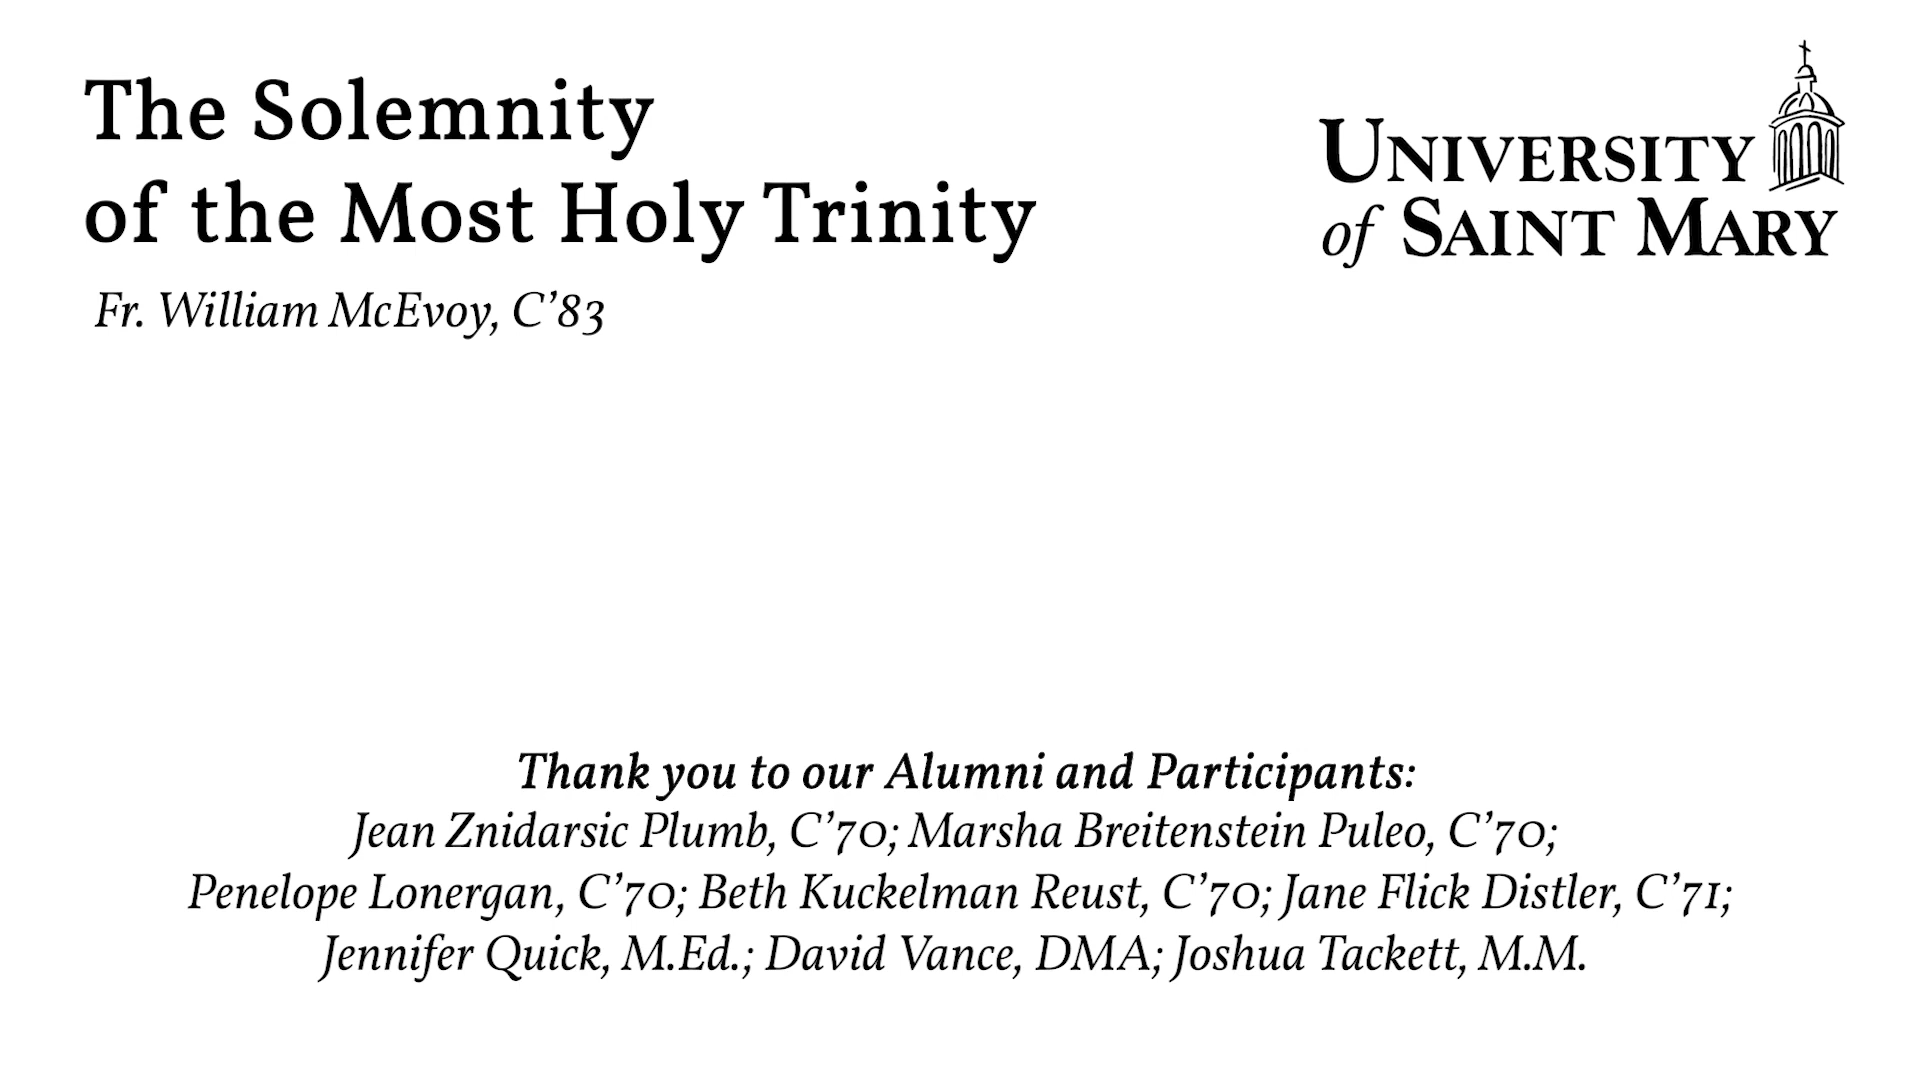 The Solemnity
of the Most Holy Trinity
Fr. William McEvoy, C’83
UNIVERSITY
of SAINT MARY
Thank you to our Alumni and Participants:
Jean Znidarsic Plumb, C’70; Marsha Breitenstein Puleo, C’70;
Penelope Lonergan, C’70; Beth Kuckelman Reust, C’70; Jane Flick Distler, C’71;
Jennifer Quick, M.Ed.; David Vance, DMA; Joshua Tackett, M.M.